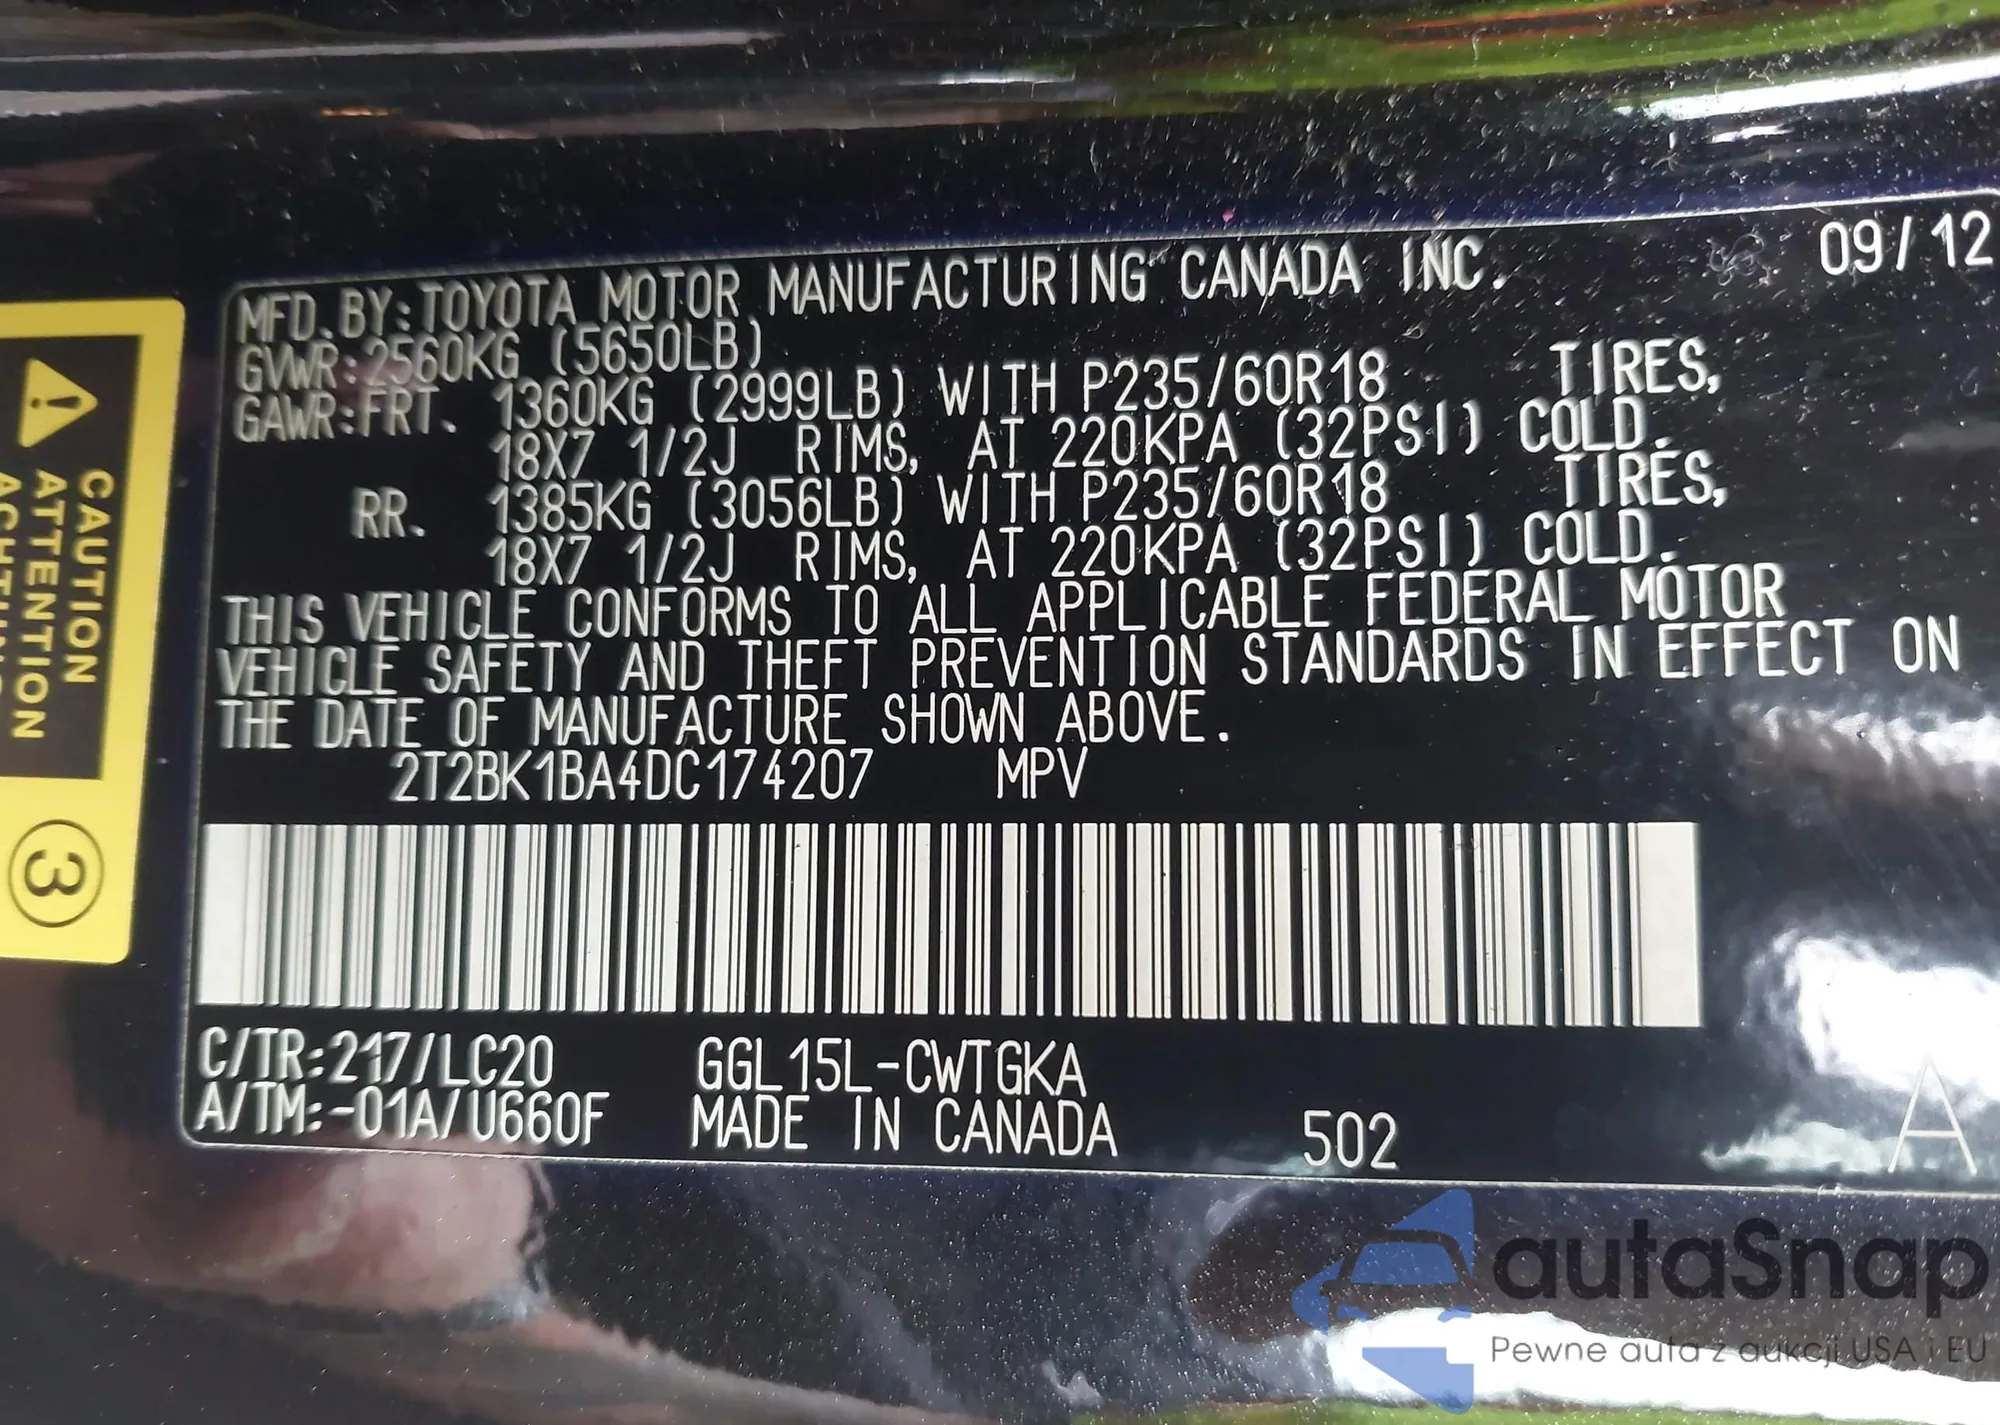 09/12
MFD. BY: TOYOTA MOTOR MANUFACTURING CANADA INC.
GVWR: 2560KG (5650LB)
GAWR: FRT. 1360KG (2999LB) WITH P235/60R18 TIRES,
18X7 1/2J RIMS, AT 220KPA (32PSI) COLD.
RR. 1385KG (3056LB) WITH P235/60R18 TIRES,
18X7 1/2J RIMS, AT 220KPA (32PSI) COLD.
THIS VEHICLE CONFORMS TO ALL APPLICABLE FEDERAL MOTOR
VEHICLE SAFETY AND THEFT PREVENTION STANDARDS IN EFFECT ON
THE DATE OF MANUFACTURE SHOWN ABOVE.
2T2BK1BA4DC174207 MPV
C/TR: 217/LC20 GGL15L-CWTGKA
A/TM: -01A/U660F MADE IN CANADA 502
A
CAUTION
ATTENTION
3
autaSnap
Pewne auta z aukcji USA i EU